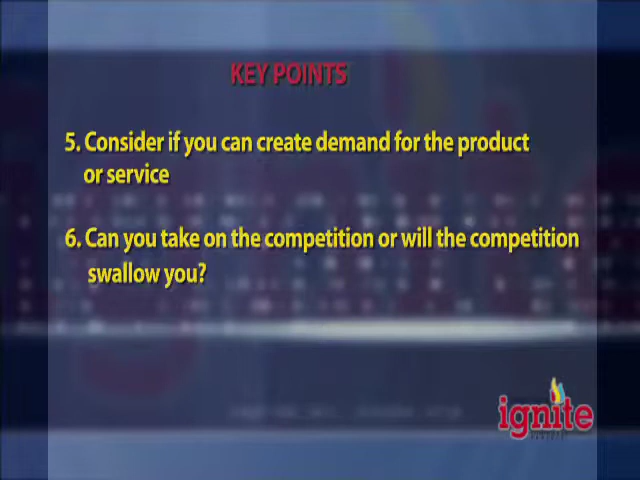 KEY POINTS
5. Consider if you can create demand for the product
or service
6. Can you take on the competition or will the competition
swallow you?
ignite